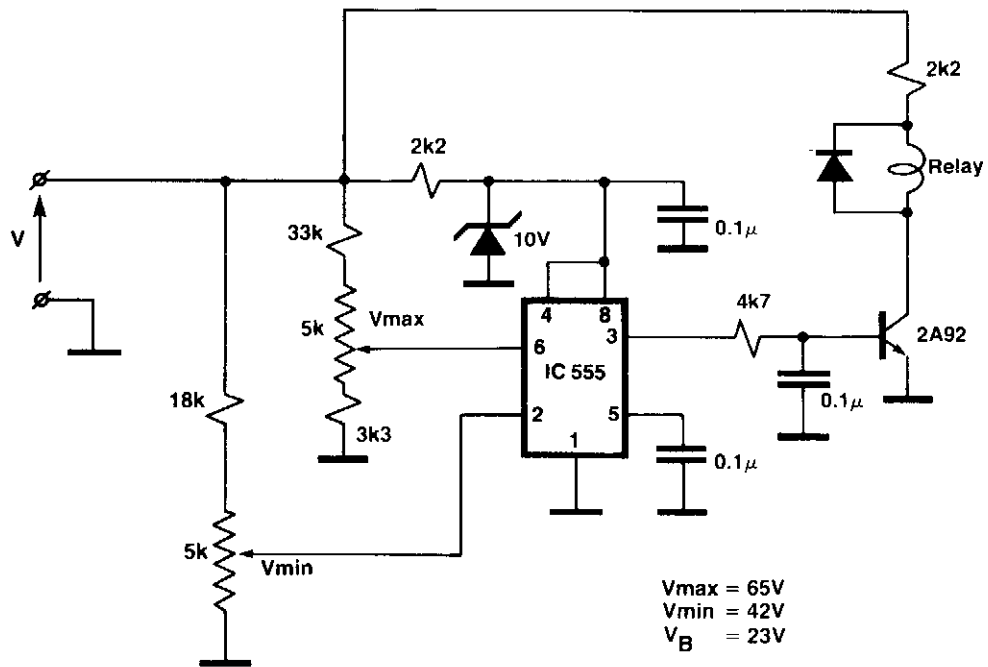 2k2
2k2
Relay
V
33k
10V
0.1μ
5k
Vmax
4
8
4k7
6
3
2A92
IC 555
18k
2
5
0.1μ
3k3
1
0.1μ
5k
Vmin
Vmax = 65V
Vmin = 42V
VB = 23V